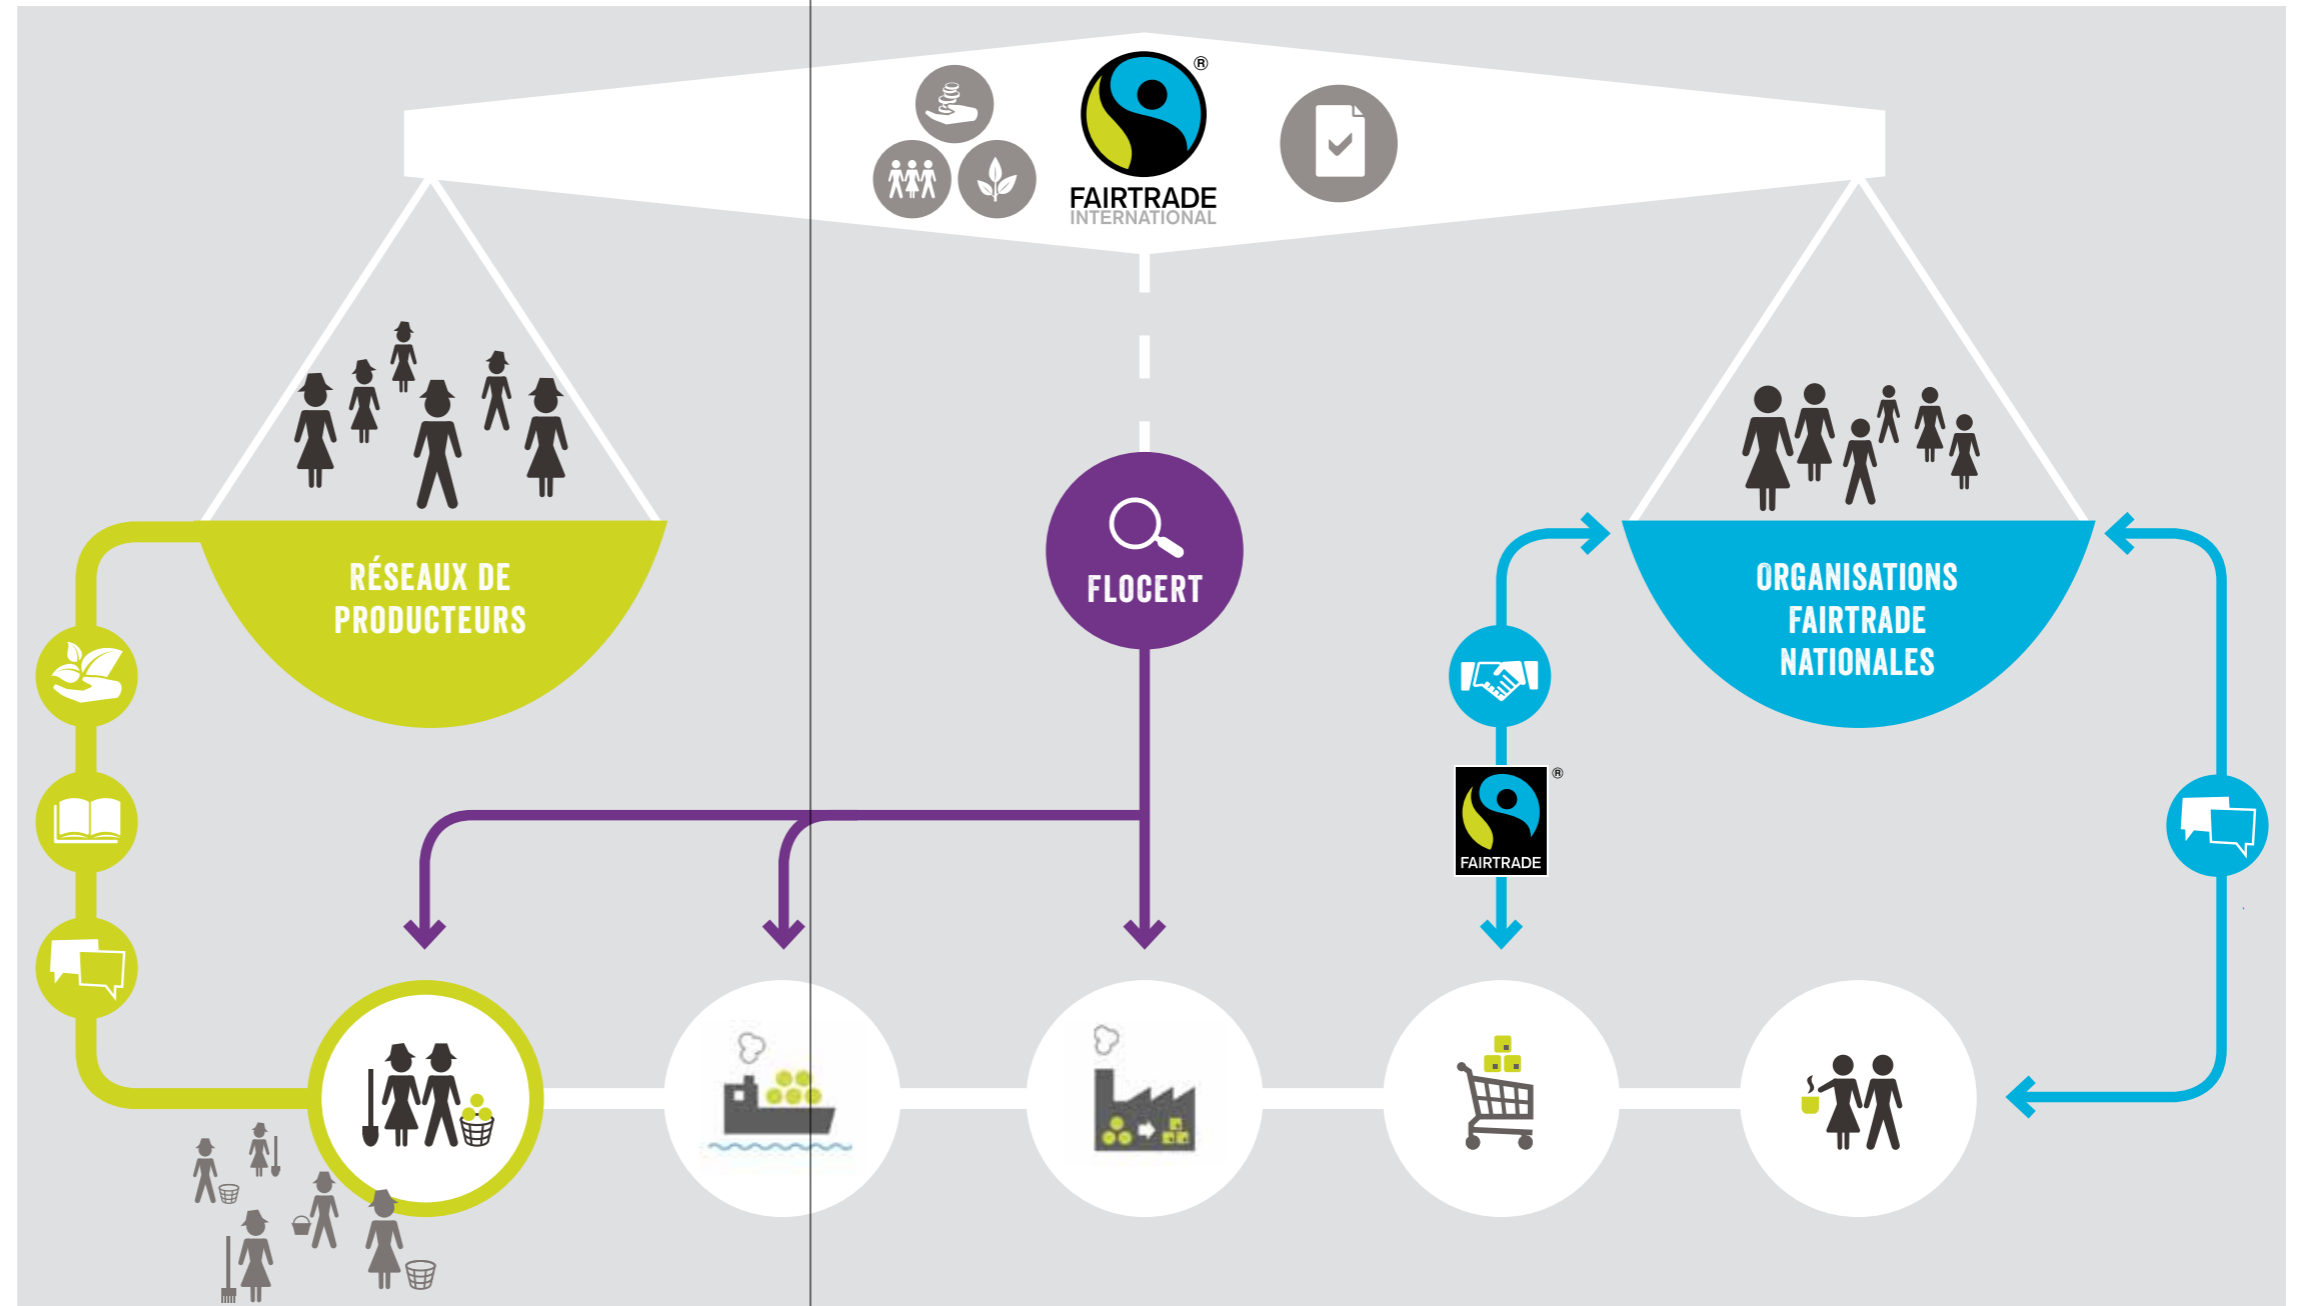 ®
FAIRTRADE
INTERNATIONAL
RÉSEAUX DE
PRODUCTEURS
FLOCERT
ORGANISATIONS
FAIRTRADE
NATIONALES
®
FAIRTRADE